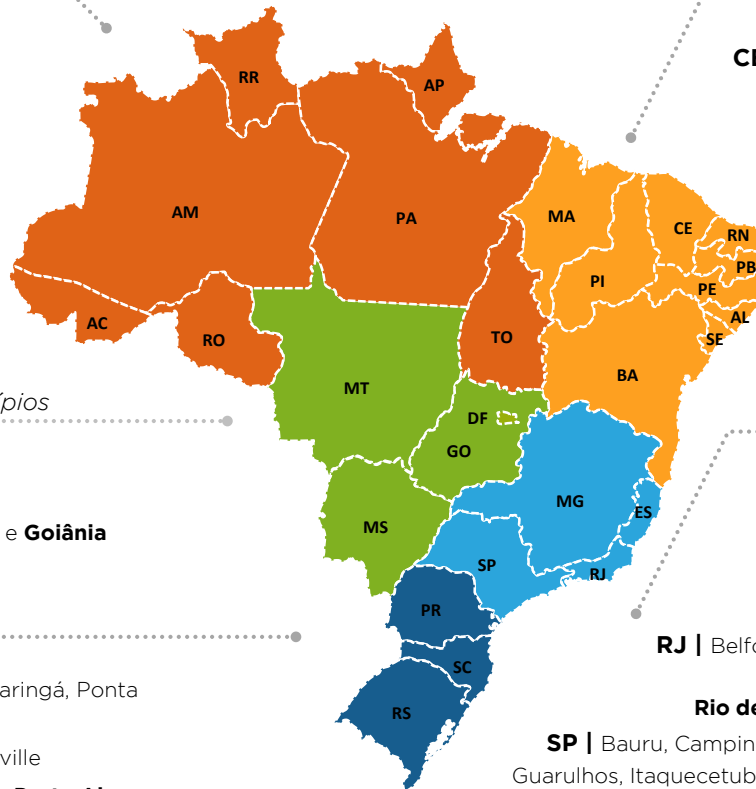 CE
RR
AP
AM
PA
MA
CE
RN
PB
PI
PE
AL
SE
AC
RO
TO
BA
MT
DF
GO
MG
ES
MS
SP
RJ
PR
SC
RS
ípios
e Goiânia
aringá, Ponta
ville
RJ | Belfo
Rio de
SP | Bauru, Campin
Guarulhos, Itaquecetub